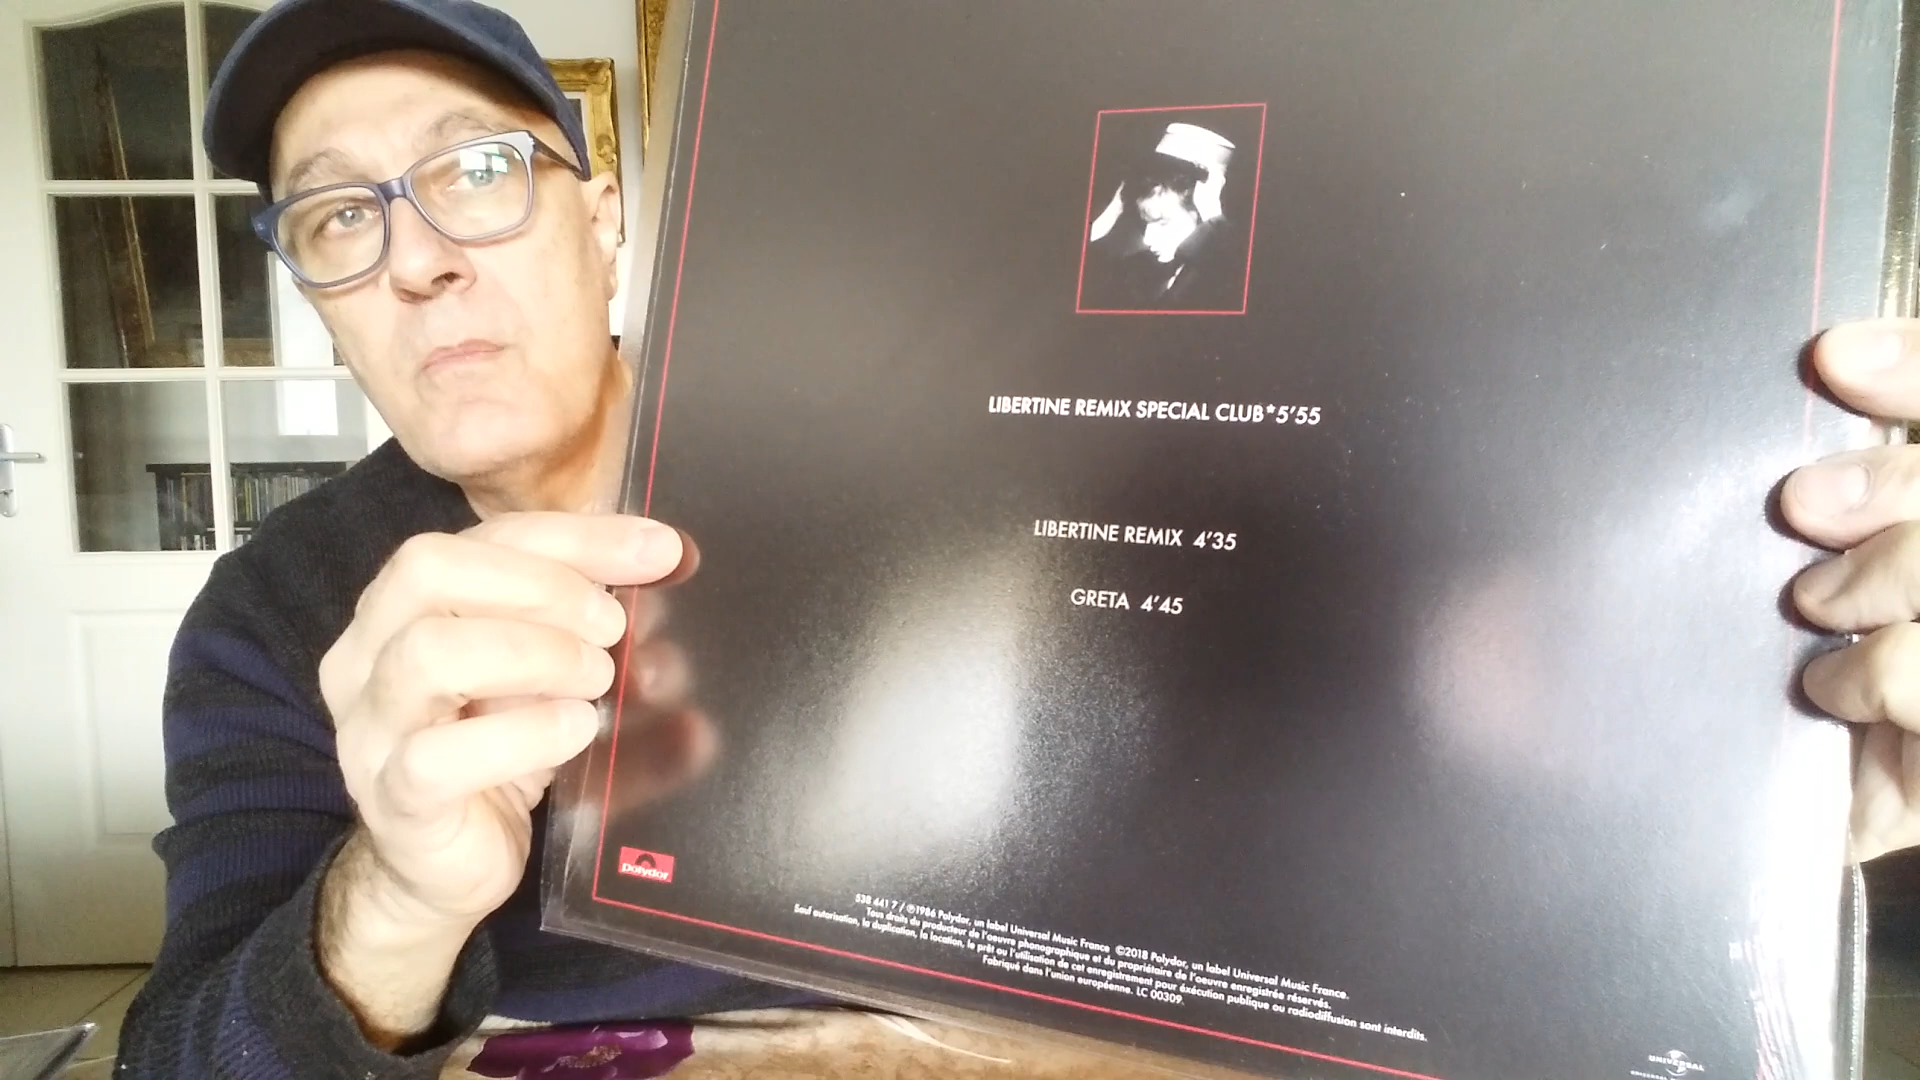 LIBERTINE REMIX SPECIAL CLUB*5'55
LIBERTINE REMIX 4'35
GRETA 4'45
polydor
538 441 7 / ℗1986 Polydor, un label Universal Music France ©2018 Polydor, un label Universal Music France.
Tous droits du producteur de l'oeuvre phonographique et du propriétaire de l'oeuvre enregistrée réservés.
Sauf autorisation, la duplication, la location, le prêt ou l'utilisation de cet enregistrement pour éxécution publique ou radiodiffusion sont interdits.
Fabriqué dans l'union européenne. LC 00309.
UNIVERSAL